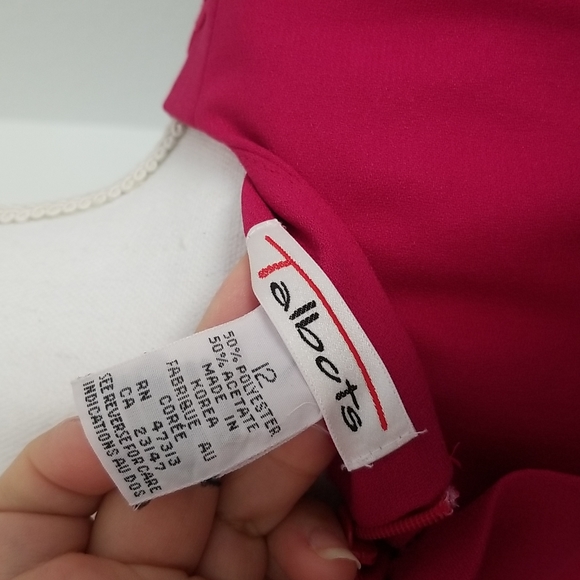 Talbots
12
50% POLYESTER
50% ACETATE
MADE IN
KOREA
FABRIQUE AU
CORÉE
RN 47313
CA 23147
SEE REVERSE FOR CARE
INDICATIONS AU DOS